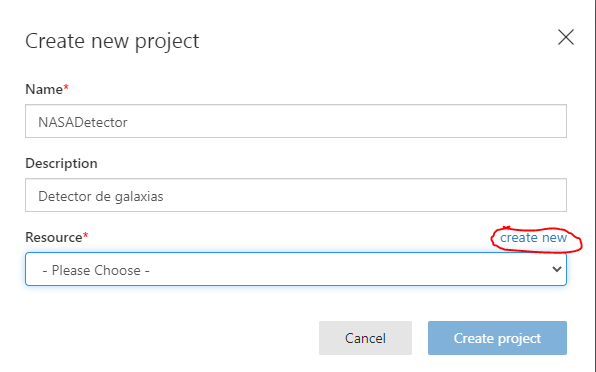 Create new project
Name*
NASADetector
Description
Detector de galaxias
Resource* create new
- Please Choose -
Cancel Create project